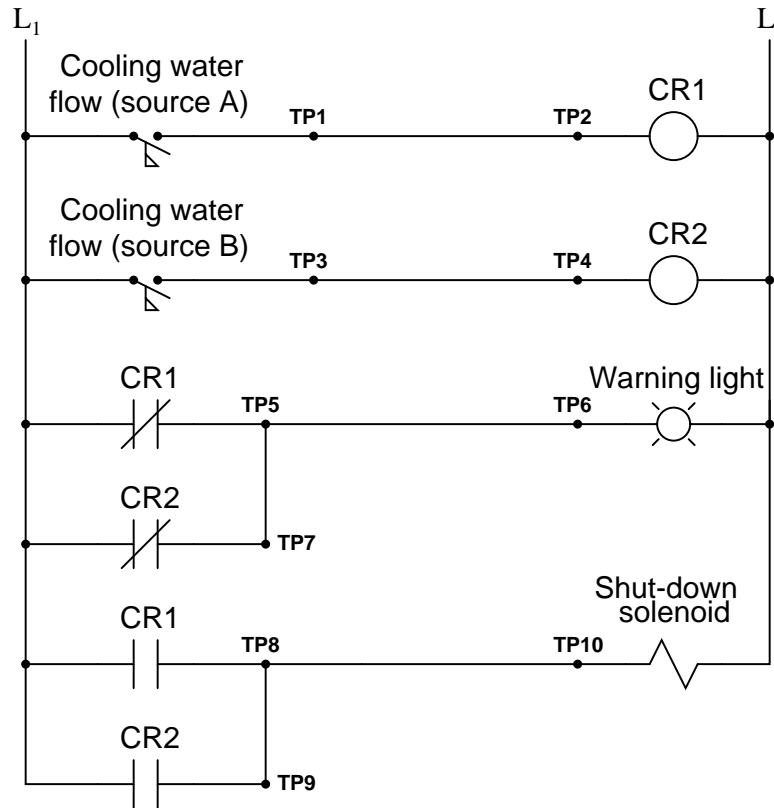 L1 L
Cooling water
flow (source A)
TP1 TP2 CR1
Cooling water
flow (source B)
TP3 TP4 CR2
CR1 TP5 TP6 Warning light
CR2 TP7
CR1 TP8 TP10 Shut-down
solenoid
CR2 TP9